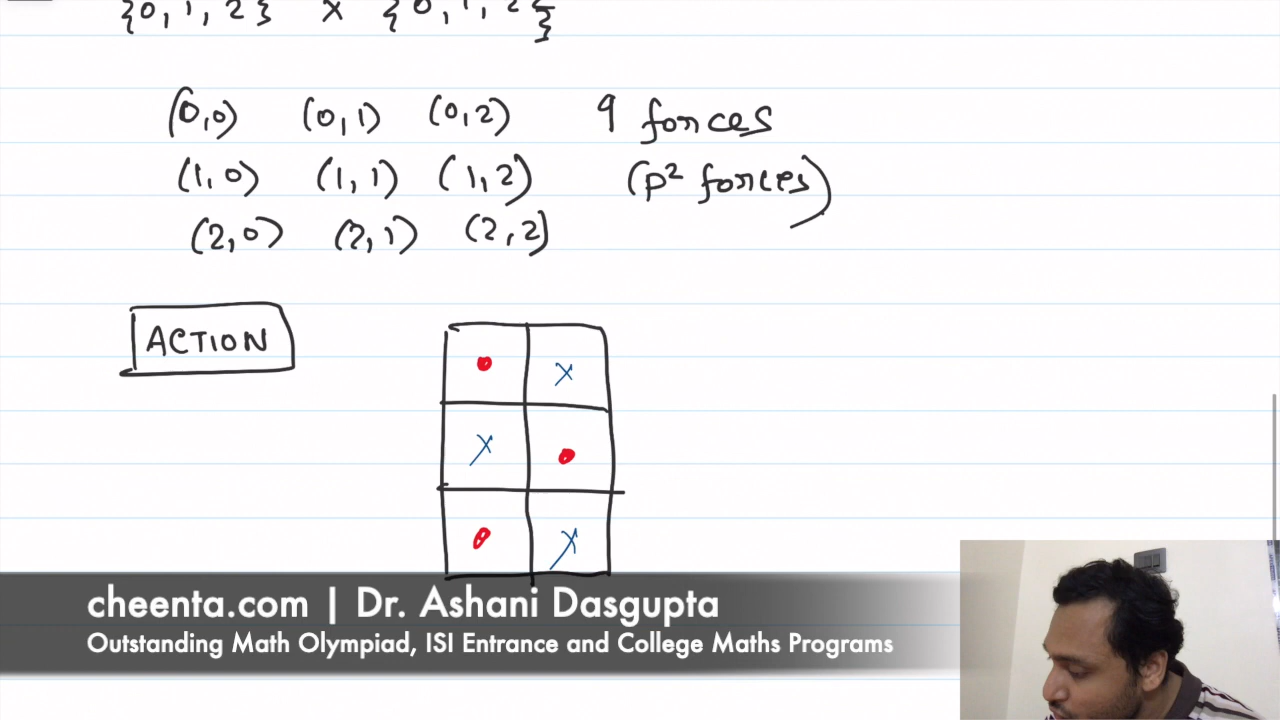 {0, 1, 2} x {0, 1, 2}
(0,0) (0,1) (0,2) 9 forces
(1,0) (1,1) (1,2) (p² forces)
(2,0) (2,1) (2,2)
ACTION
x
x
x
cheenta.com | Dr. Ashani Dasgupta
Outstanding Math Olympiad, ISI Entrance and College Maths Programs